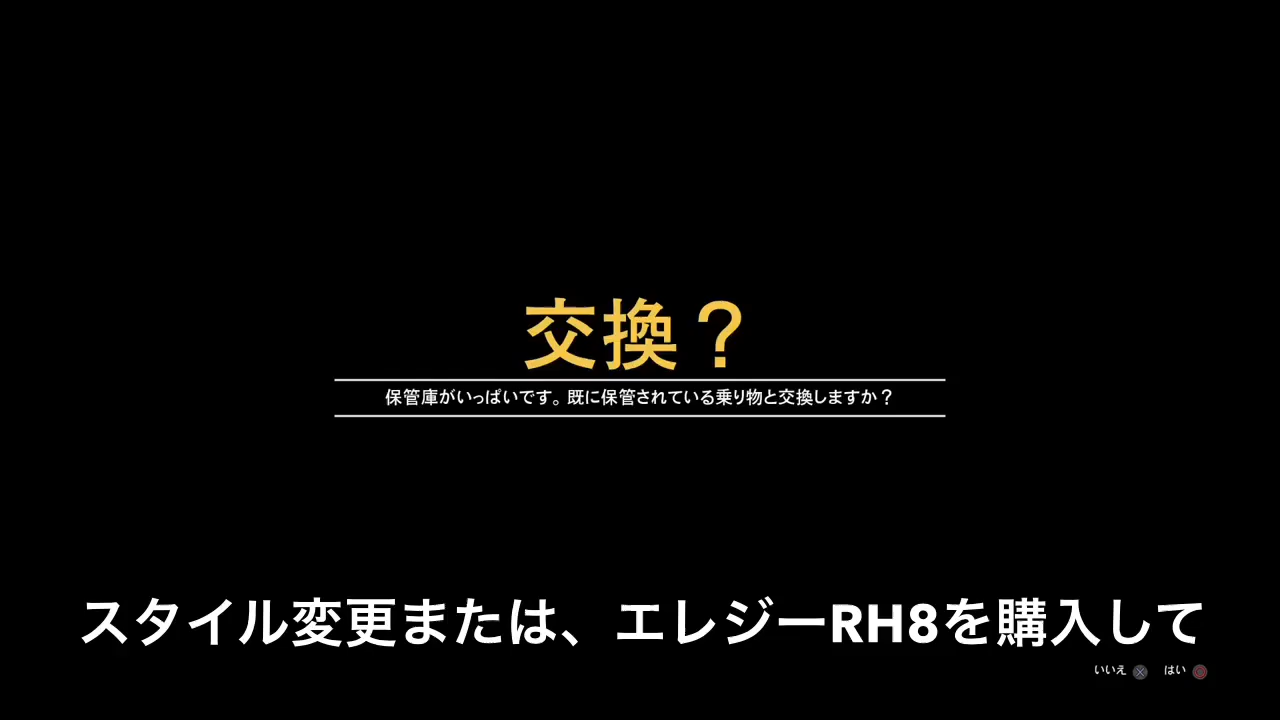 交換？
保管庫がいっぱいです。既に保管されている乗り物と交換しますか？
スタイル変更または、エレジーRH8を購入して
いいえ はい